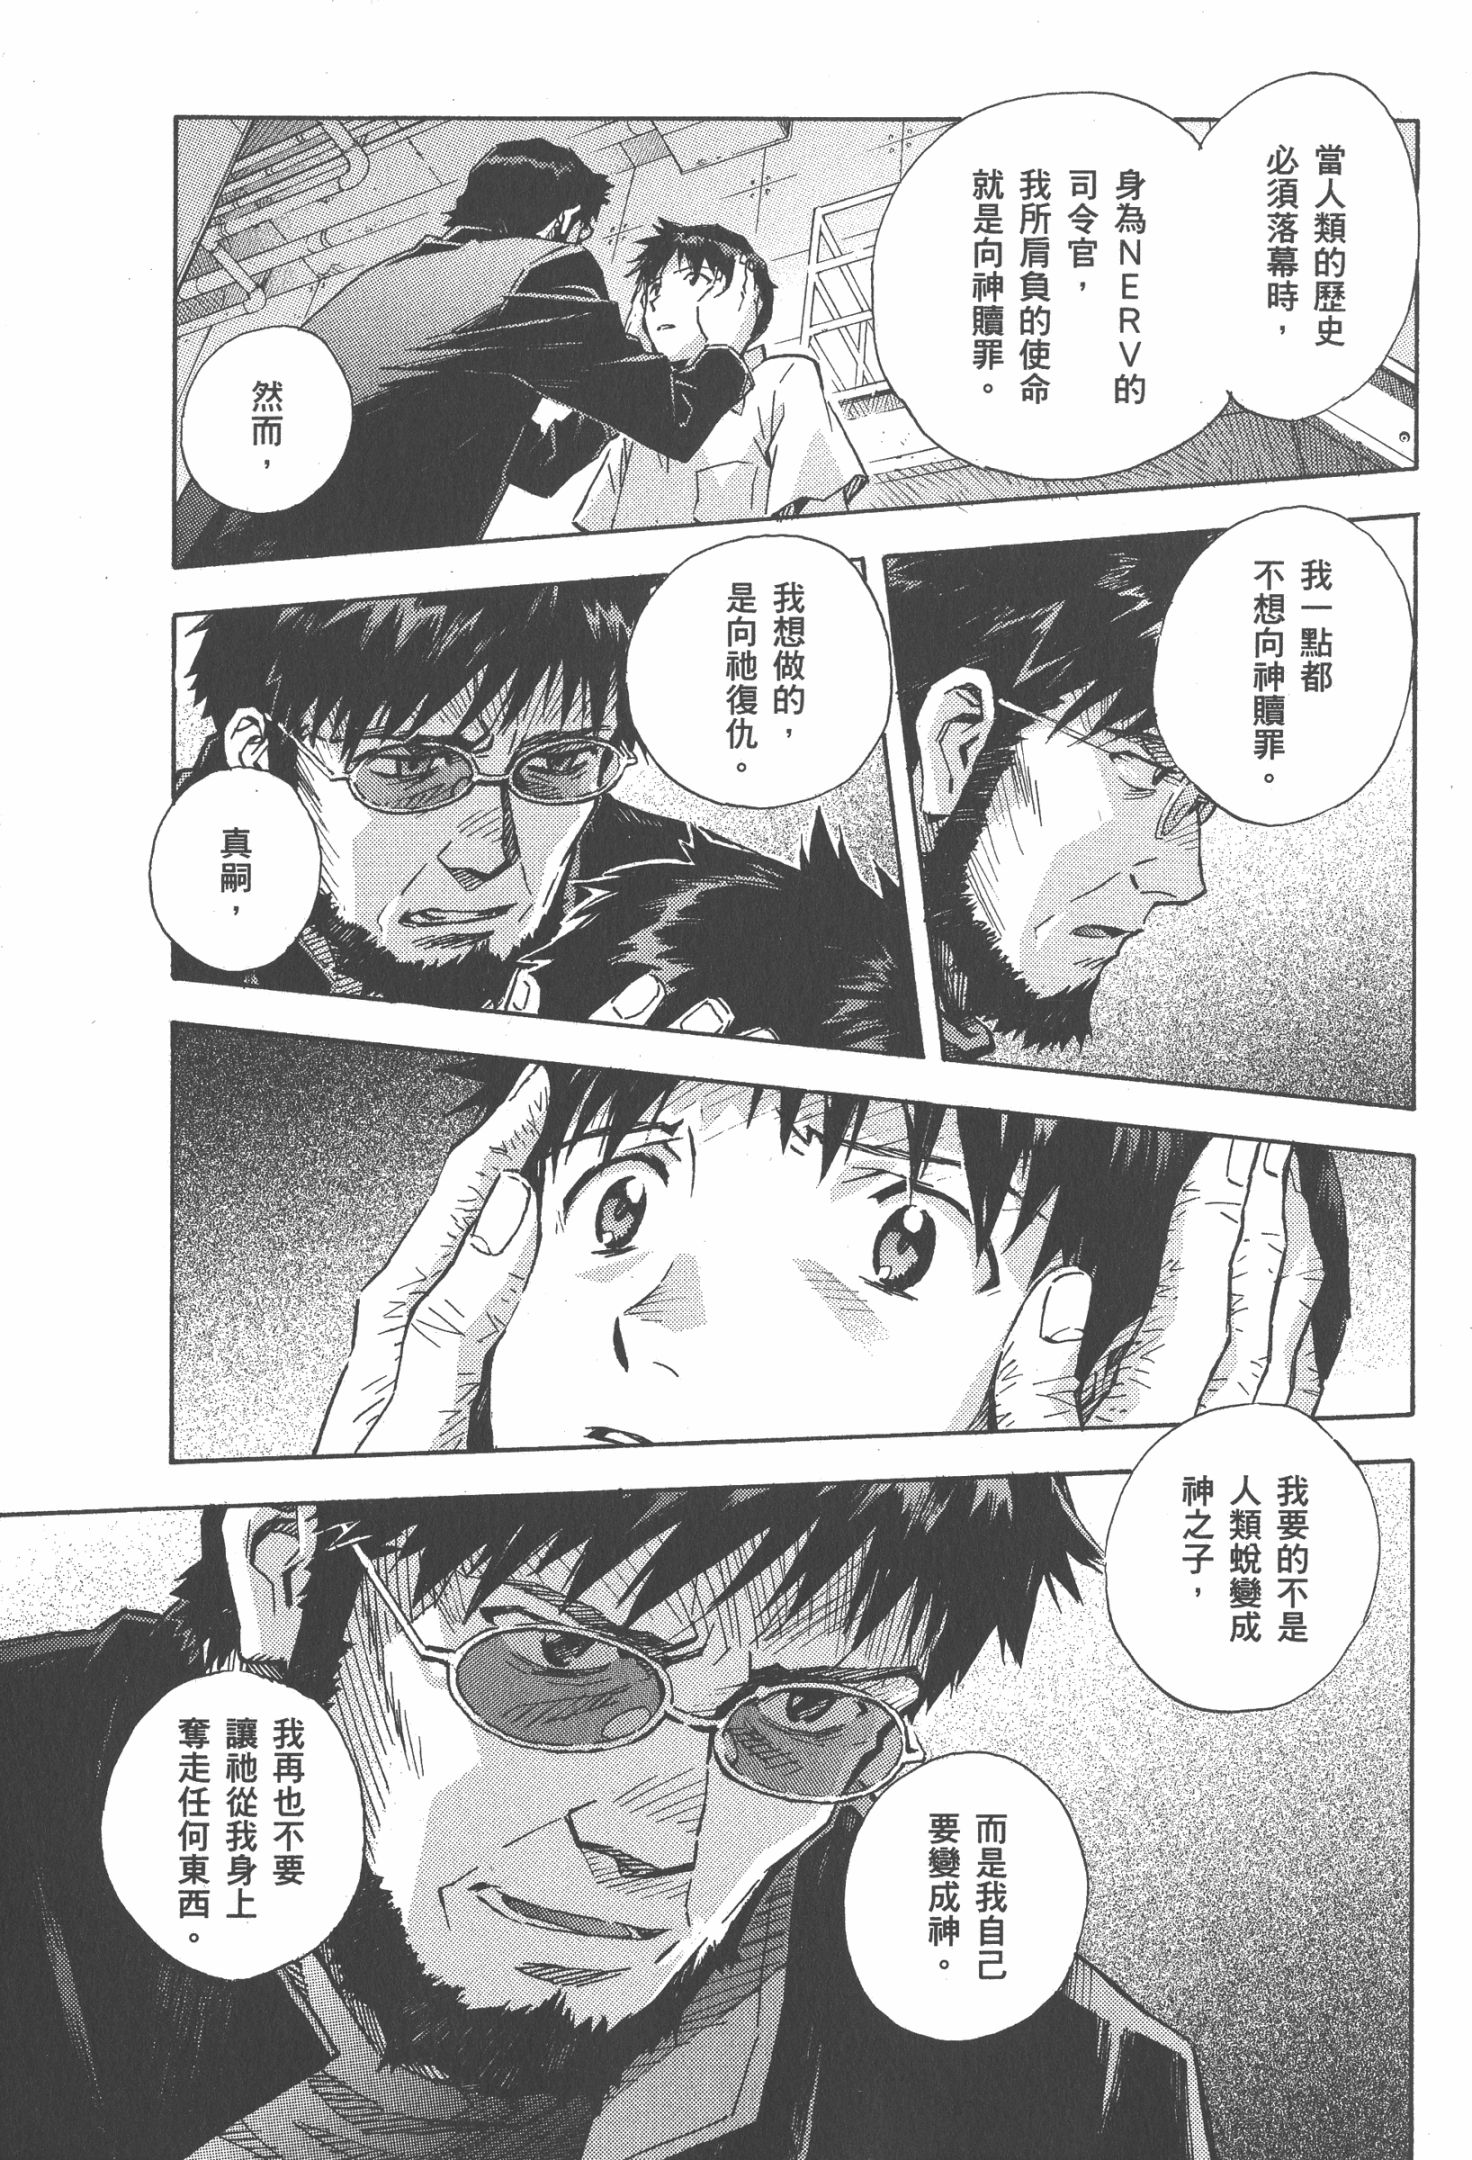 當人類的歷史
必須落幕時，
身為NERV的
司令官，
我所肩負的使命
就是向神贖罪。
然而，
我一點都
不想向神贖罪。
我想做的，
是向祂復仇。
真嗣，
我要的不是
人類蛻變成
神之子，
而是我自己
要變成神。
我再也不要
讓祂從我身上
奪走任何東西。